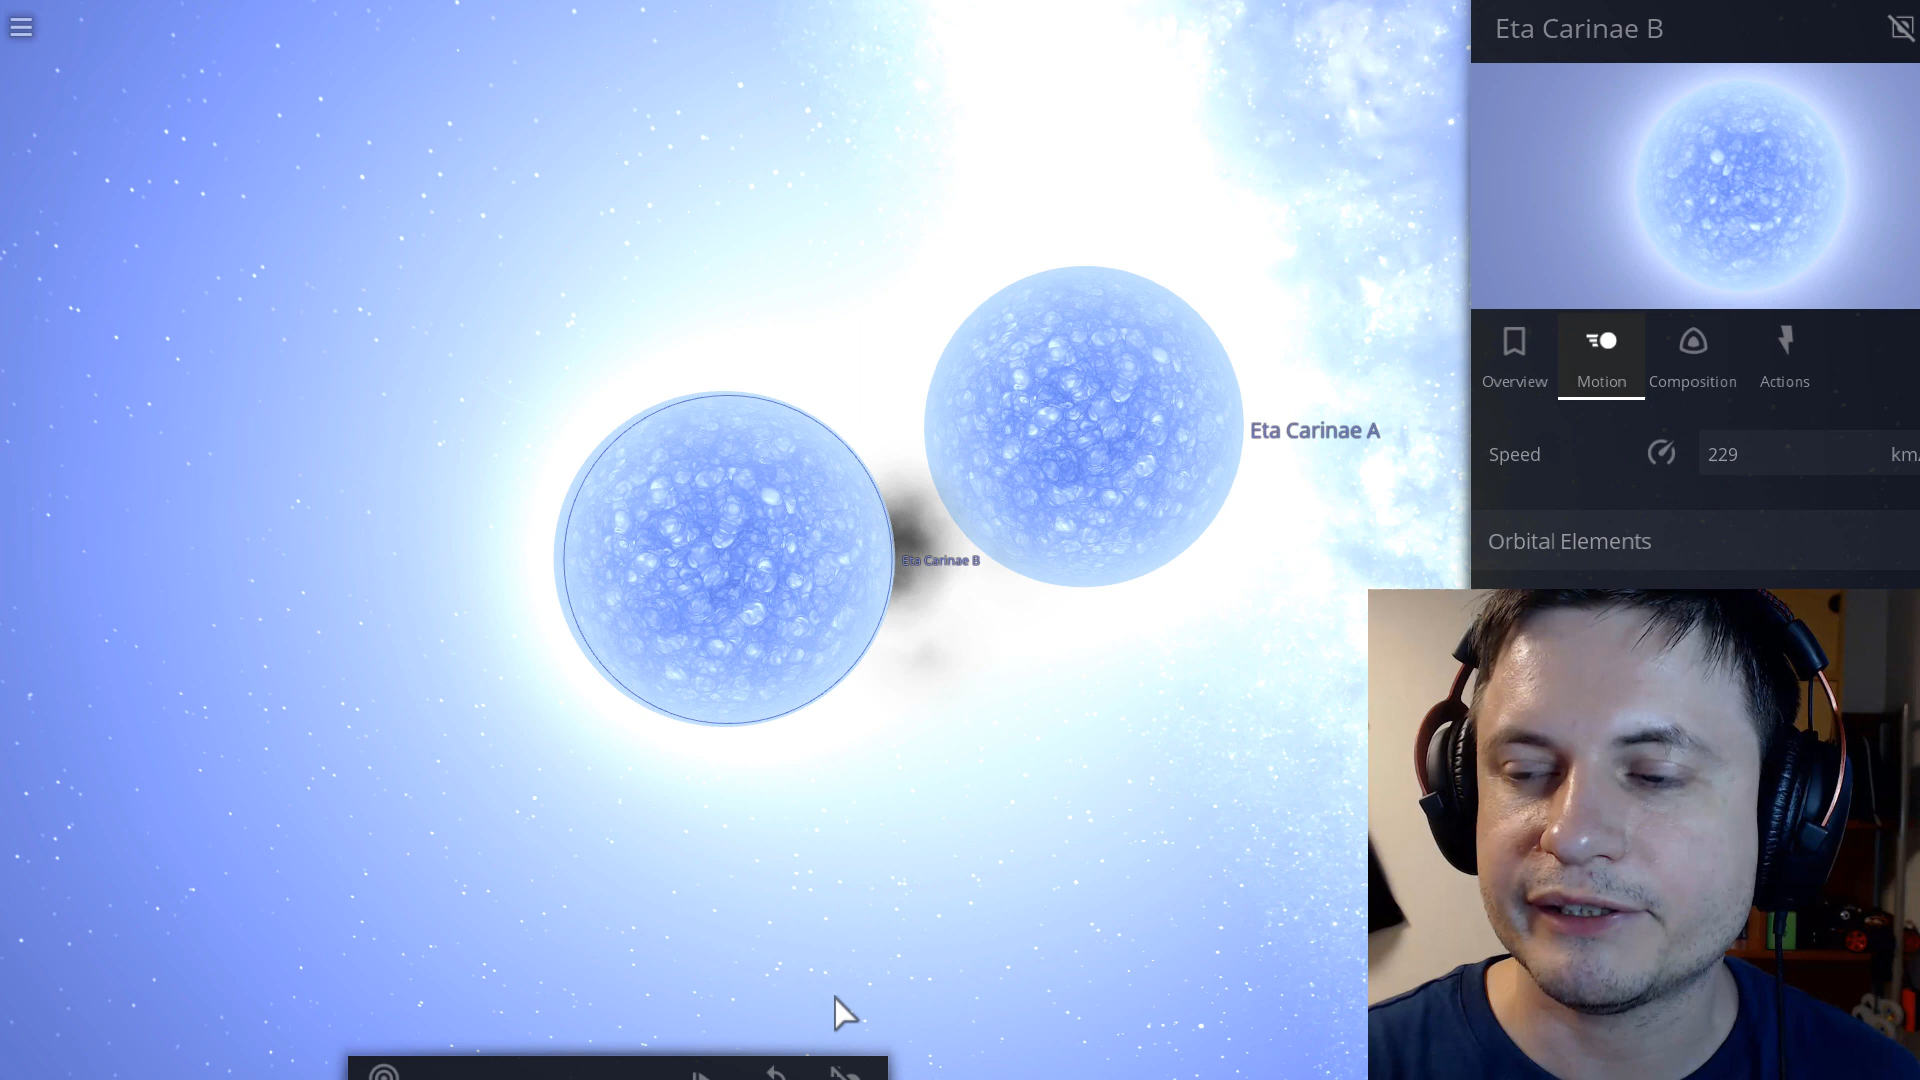 Eta Carinae B
Eta Carinae A
Eta Carinae B
Overview Motion Composition Actions
Speed 229 km/
Orbital Elements